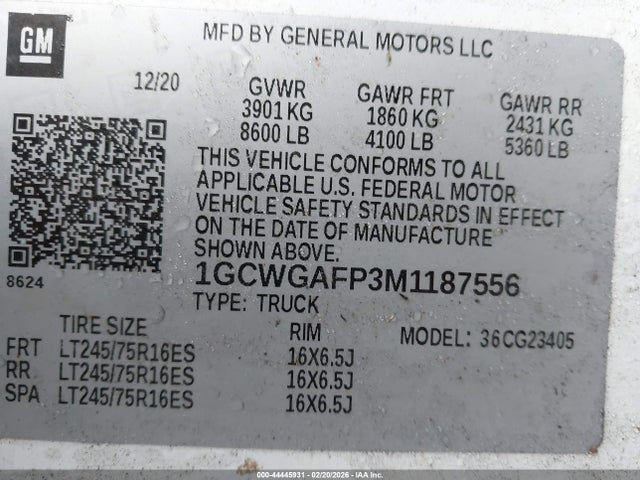 GM
MFD BY GENERAL MOTORS LLC
12/20
GVWR GAWR FRT GAWR RR
3901 KG 1860 KG 2431 KG
8600 LB 4100 LB 5360 LB
THIS VEHICLE CONFORMS TO ALL
APPLICABLE U.S. FEDERAL MOTOR
VEHICLE SAFETY STANDARDS IN EFFECT
ON THE DATE OF MANUFACTURE
SHOWN ABOVE.
8624
1GCWGAFP3M1187556
TYPE: TRUCK
TIRE SIZE RIM MODEL: 36CG23405
FRT LT245/75R16ES 16X6.5J
RR LT245/75R16ES 16X6.5J
SPA LT245/75R16ES 16X6.5J
000-44445931 - 02/20/2026 - IAAI.COM